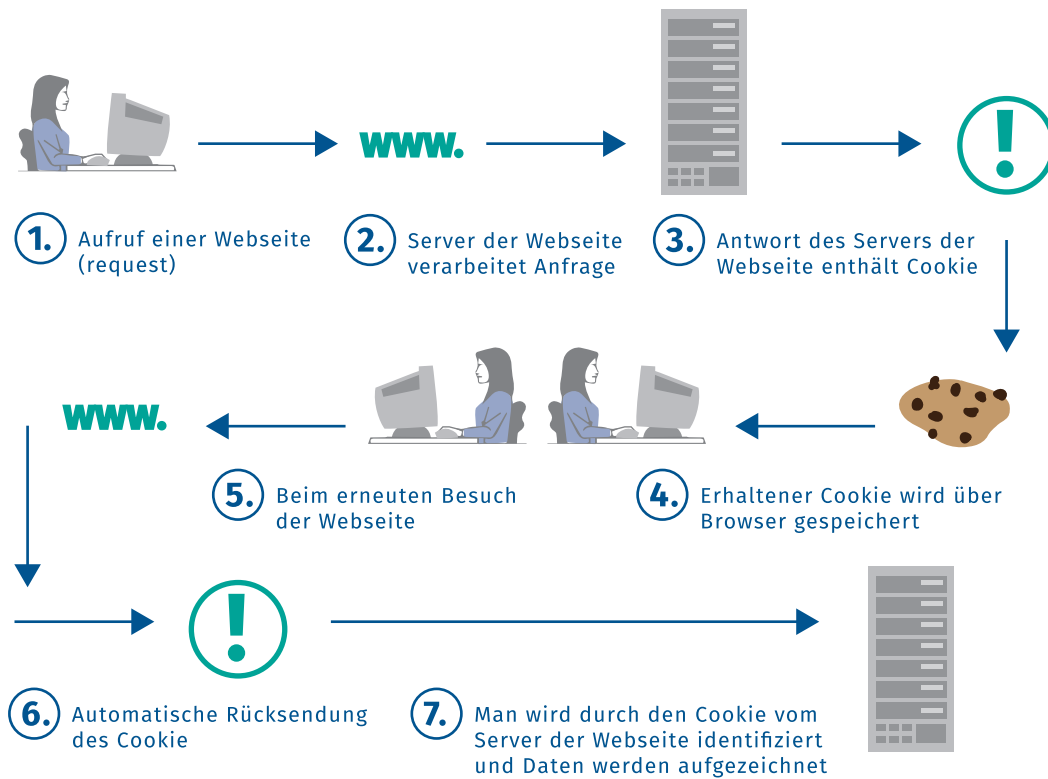 www.
1. Aufruf einer Webseite
(request)
2. Server der Webseite
verarbeitet Anfrage
3. Antwort des Servers der
Webseite enthält Cookie
www.
5. Beim erneuten Besuch
der Webseite
4. Erhaltener Cookie wird über
Browser gespeichert
6. Automatische Rücksendung
des Cookie
7. Man wird durch den Cookie vom
Server der Webseite identifiziert
und Daten werden aufgezeichnet